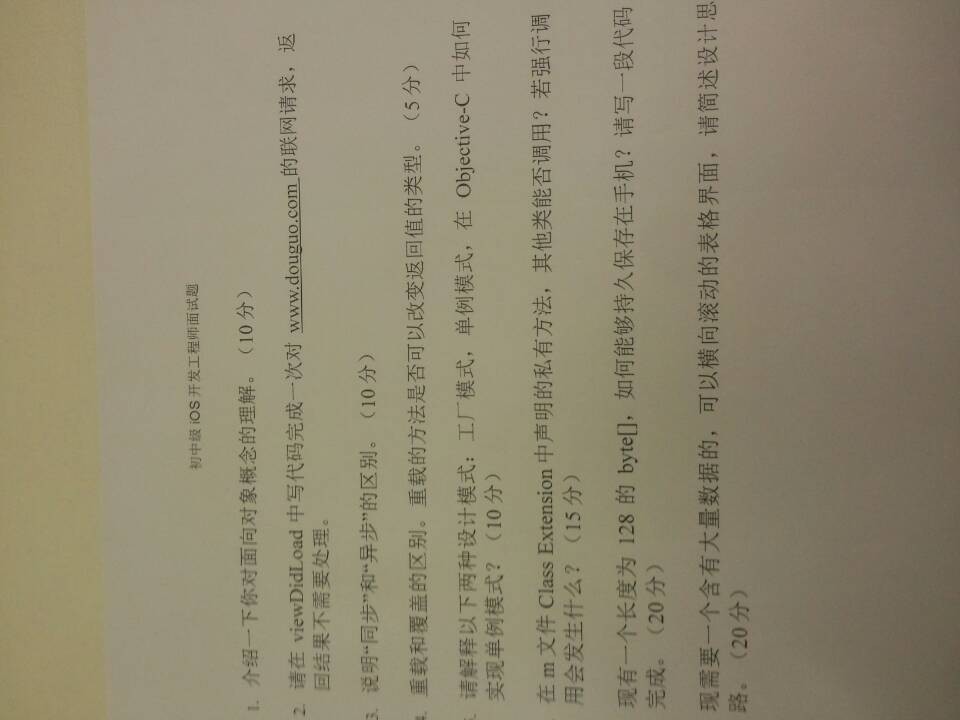 初中级 iOS 开发工程师面试题
1. 介绍一下你对面向对象概念的理解。（10 分）
2. 请在 viewDidLoad 中写代码完成一次对 www.douguo.com 的联网请求，返
回结果不需要处理。
3. 说明“同步”和“异步”的区别。（10 分）
4. 重载和覆盖的区别。重载的方法是否可以改变返回值的类型。（5 分）
请解释以下两种设计模式：工厂模式，单例模式，在 Objective-C 中如何
实现单例模式？（10 分）
在 m 文件 Class Extension 中声明的私有方法，其他类能否调用？若强行调
用会发生什么？（15 分）
现有一个长度为 128 的 byte[]，如何能够持久保存在手机？请写一段代码
完成。（20 分）
现需要一个含有大量数据的，可以横向滚动的表格界面，请简述设计思
路。（20 分）